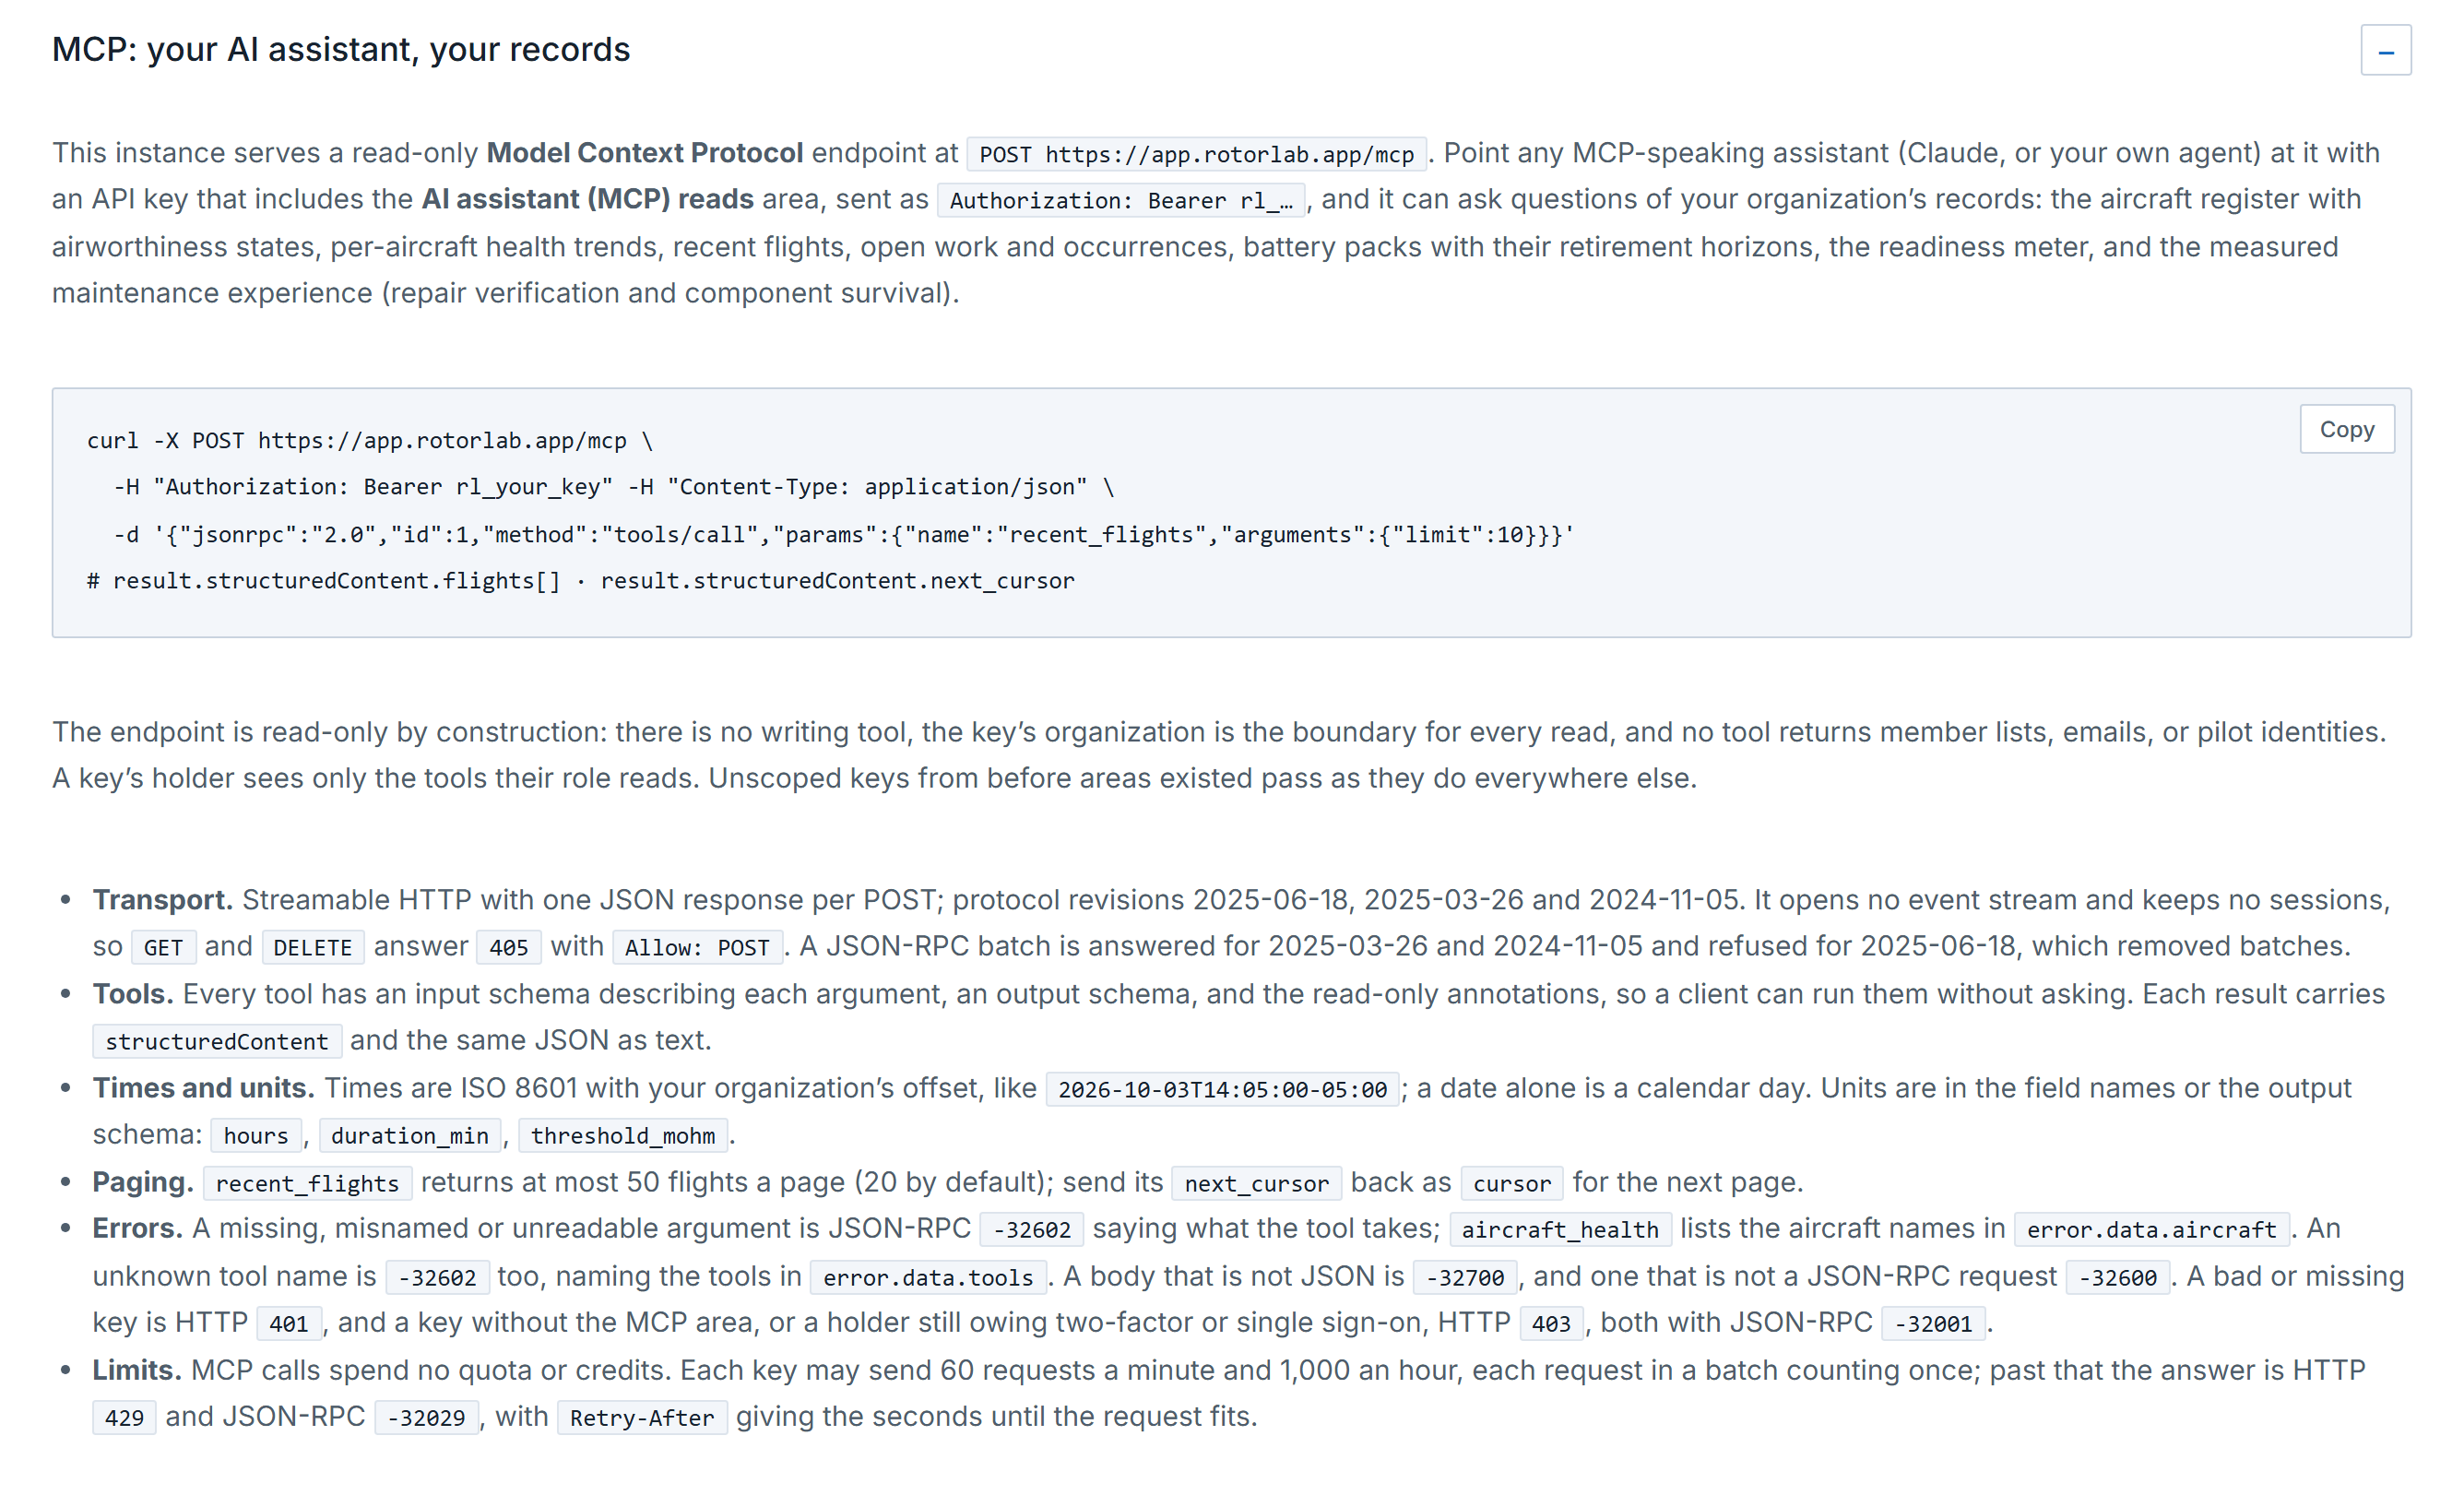 MCP: your AI assistant, your records
–
This instance serves a read-only Model Context Protocol endpoint at POST https://app.rotorlab.app/mcp. Point any MCP-speaking assistant (Claude, or your own agent) at it with
an API key that includes the AI assistant (MCP) reads area, sent as Authorization: Bearer rl_…, and it can ask questions of your organization’s records: the aircraft register with
airworthiness states, per-aircraft health trends, recent flights, open work and occurrences, battery packs with their retirement horizons, the readiness meter, and the measured
maintenance experience (repair verification and component survival).
Copy
curl -X POST https://app.rotorlab.app/mcp \
  -H "Authorization: Bearer rl_your_key" -H "Content-Type: application/json" \
  -d '{"jsonrpc":"2.0","id":1,"method":"tools/call","params":{"name":"recent_flights","arguments":{"limit":10}}}'
# result.structuredContent.flights[] · result.structuredContent.next_cursor
The endpoint is read-only by construction: there is no writing tool, the key’s organization is the boundary for every read, and no tool returns member lists, emails, or pilot identities.
A key’s holder sees only the tools their role reads. Unscoped keys from before areas existed pass as they do everywhere else.
• Transport. Streamable HTTP with one JSON response per POST; protocol revisions 2025-06-18, 2025-03-26 and 2024-11-05. It opens no event stream and keeps no sessions,
so GET and DELETE answer 405 with Allow: POST. A JSON-RPC batch is answered for 2025-03-26 and 2024-11-05 and refused for 2025-06-18, which removed batches.
• Tools. Every tool has an input schema describing each argument, an output schema, and the read-only annotations, so a client can run them without asking. Each result carries
structuredContent and the same JSON as text.
• Times and units. Times are ISO 8601 with your organization’s offset, like 2026-10-03T14:05:00-05:00; a date alone is a calendar day. Units are in the field names or the output
schema: hours, duration_min, threshold_mohm.
• Paging. recent_flights returns at most 50 flights a page (20 by default); send its next_cursor back as cursor for the next page.
• Errors. A missing, misnamed or unreadable argument is JSON-RPC -32602 saying what the tool takes; aircraft_health lists the aircraft names in error.data.aircraft. An
unknown tool name is -32602 too, naming the tools in error.data.tools. A body that is not JSON is -32700, and one that is not a JSON-RPC request -32600. A bad or missing
key is HTTP 401, and a key without the MCP area, or a holder still owing two-factor or single sign-on, HTTP 403, both with JSON-RPC -32001.
• Limits. MCP calls spend no quota or credits. Each key may send 60 requests a minute and 1,000 an hour, each request in a batch counting once; past that the answer is HTTP
429 and JSON-RPC -32029, with Retry-After giving the seconds until the request fits.